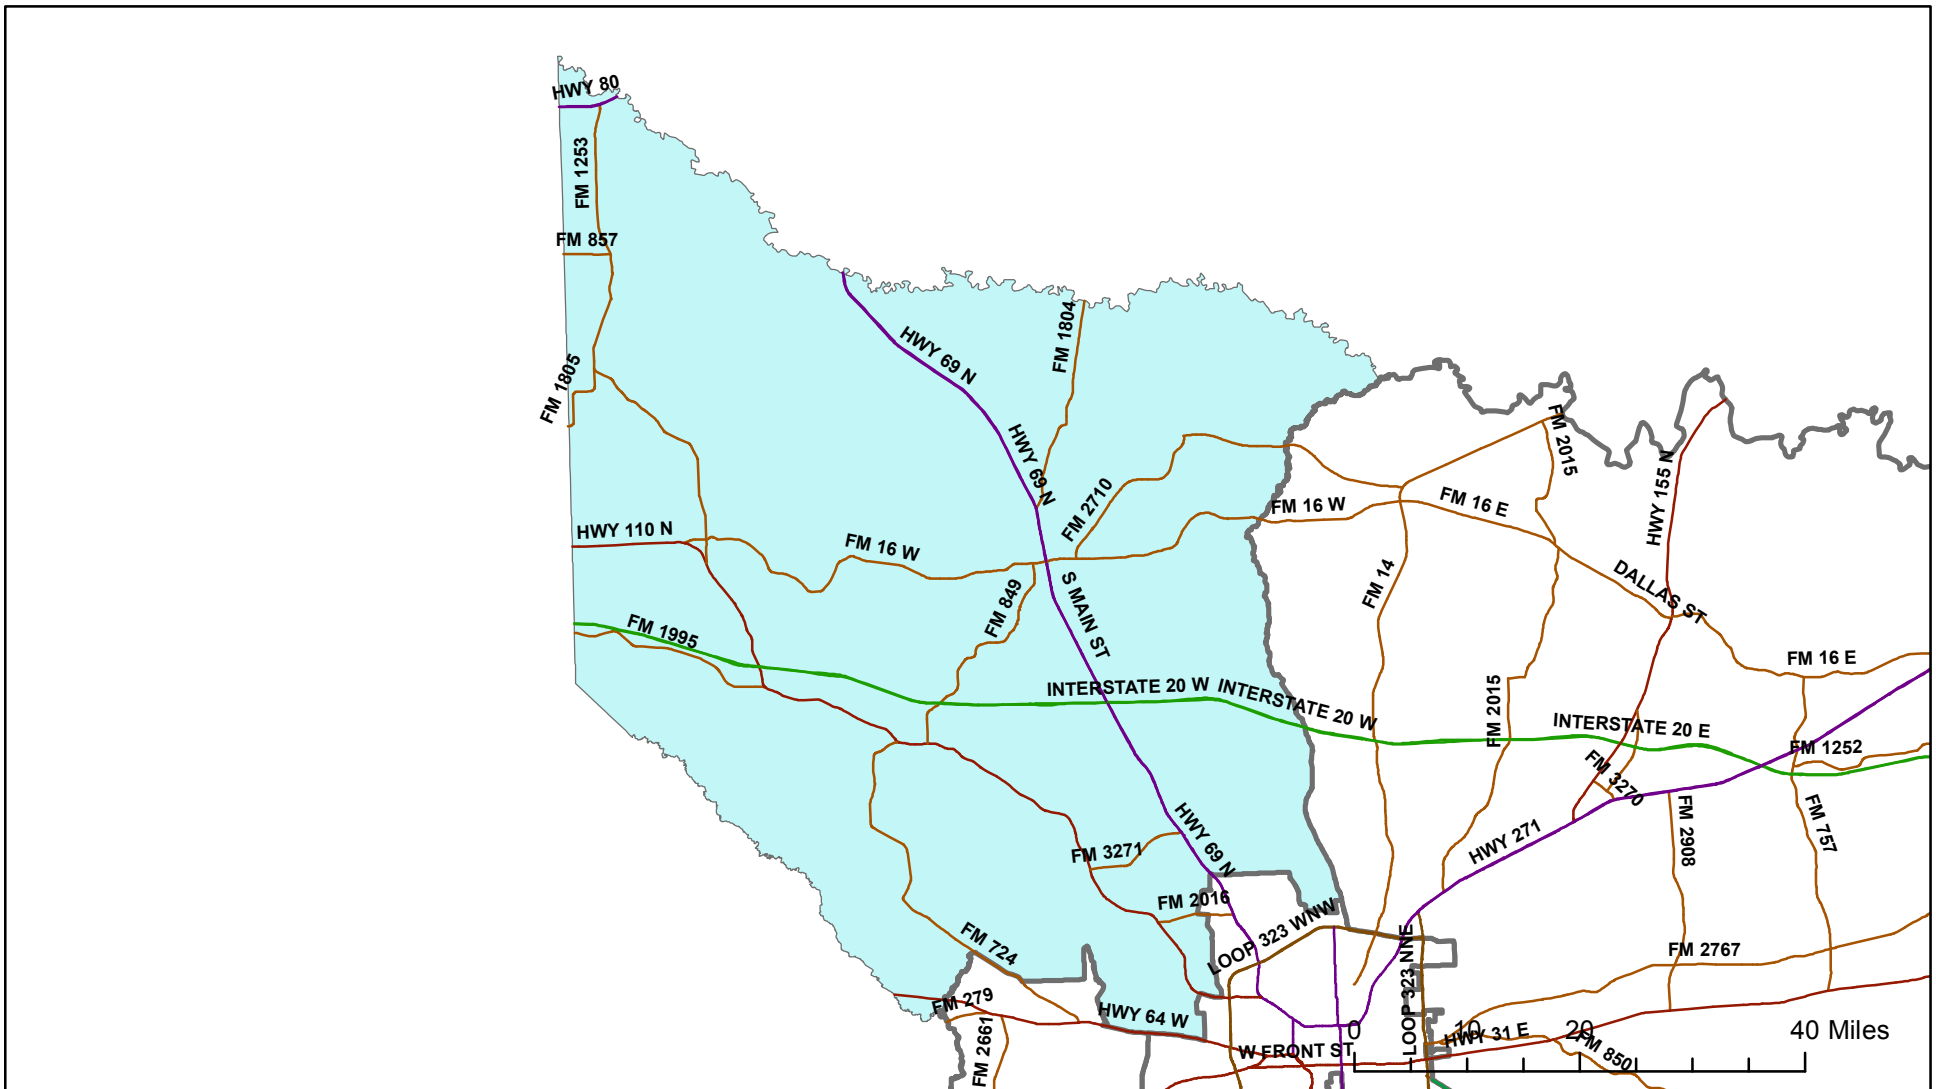 HWY 80
FM 1253
FM 857
FM 1805
HWY 69 N
FM 1804
HWY 69 N
FM 2710
FM 2015
HWY 155 N
FM 16 W
FM 16 E
HWY 110 N
FM 16 W
FM 14
DALLAS ST
FM 849
S MAIN ST
FM 1995
FM 16 E
INTERSTATE 20 W
INTERSTATE 20 W
FM 2015
INTERSTATE 20 E
FM 1252
FM 3270
FM 3271
HWY 69 N
HWY 271
FM 2908
FM 757
FM 2016
LOOP 323 WNW
FM 724
FM 2767
LOOP 323 NNE
FM 279
HWY 64 W
FM 2661
W FRONT ST
HWY 31 E
FM 850
0 10 20 40 Miles